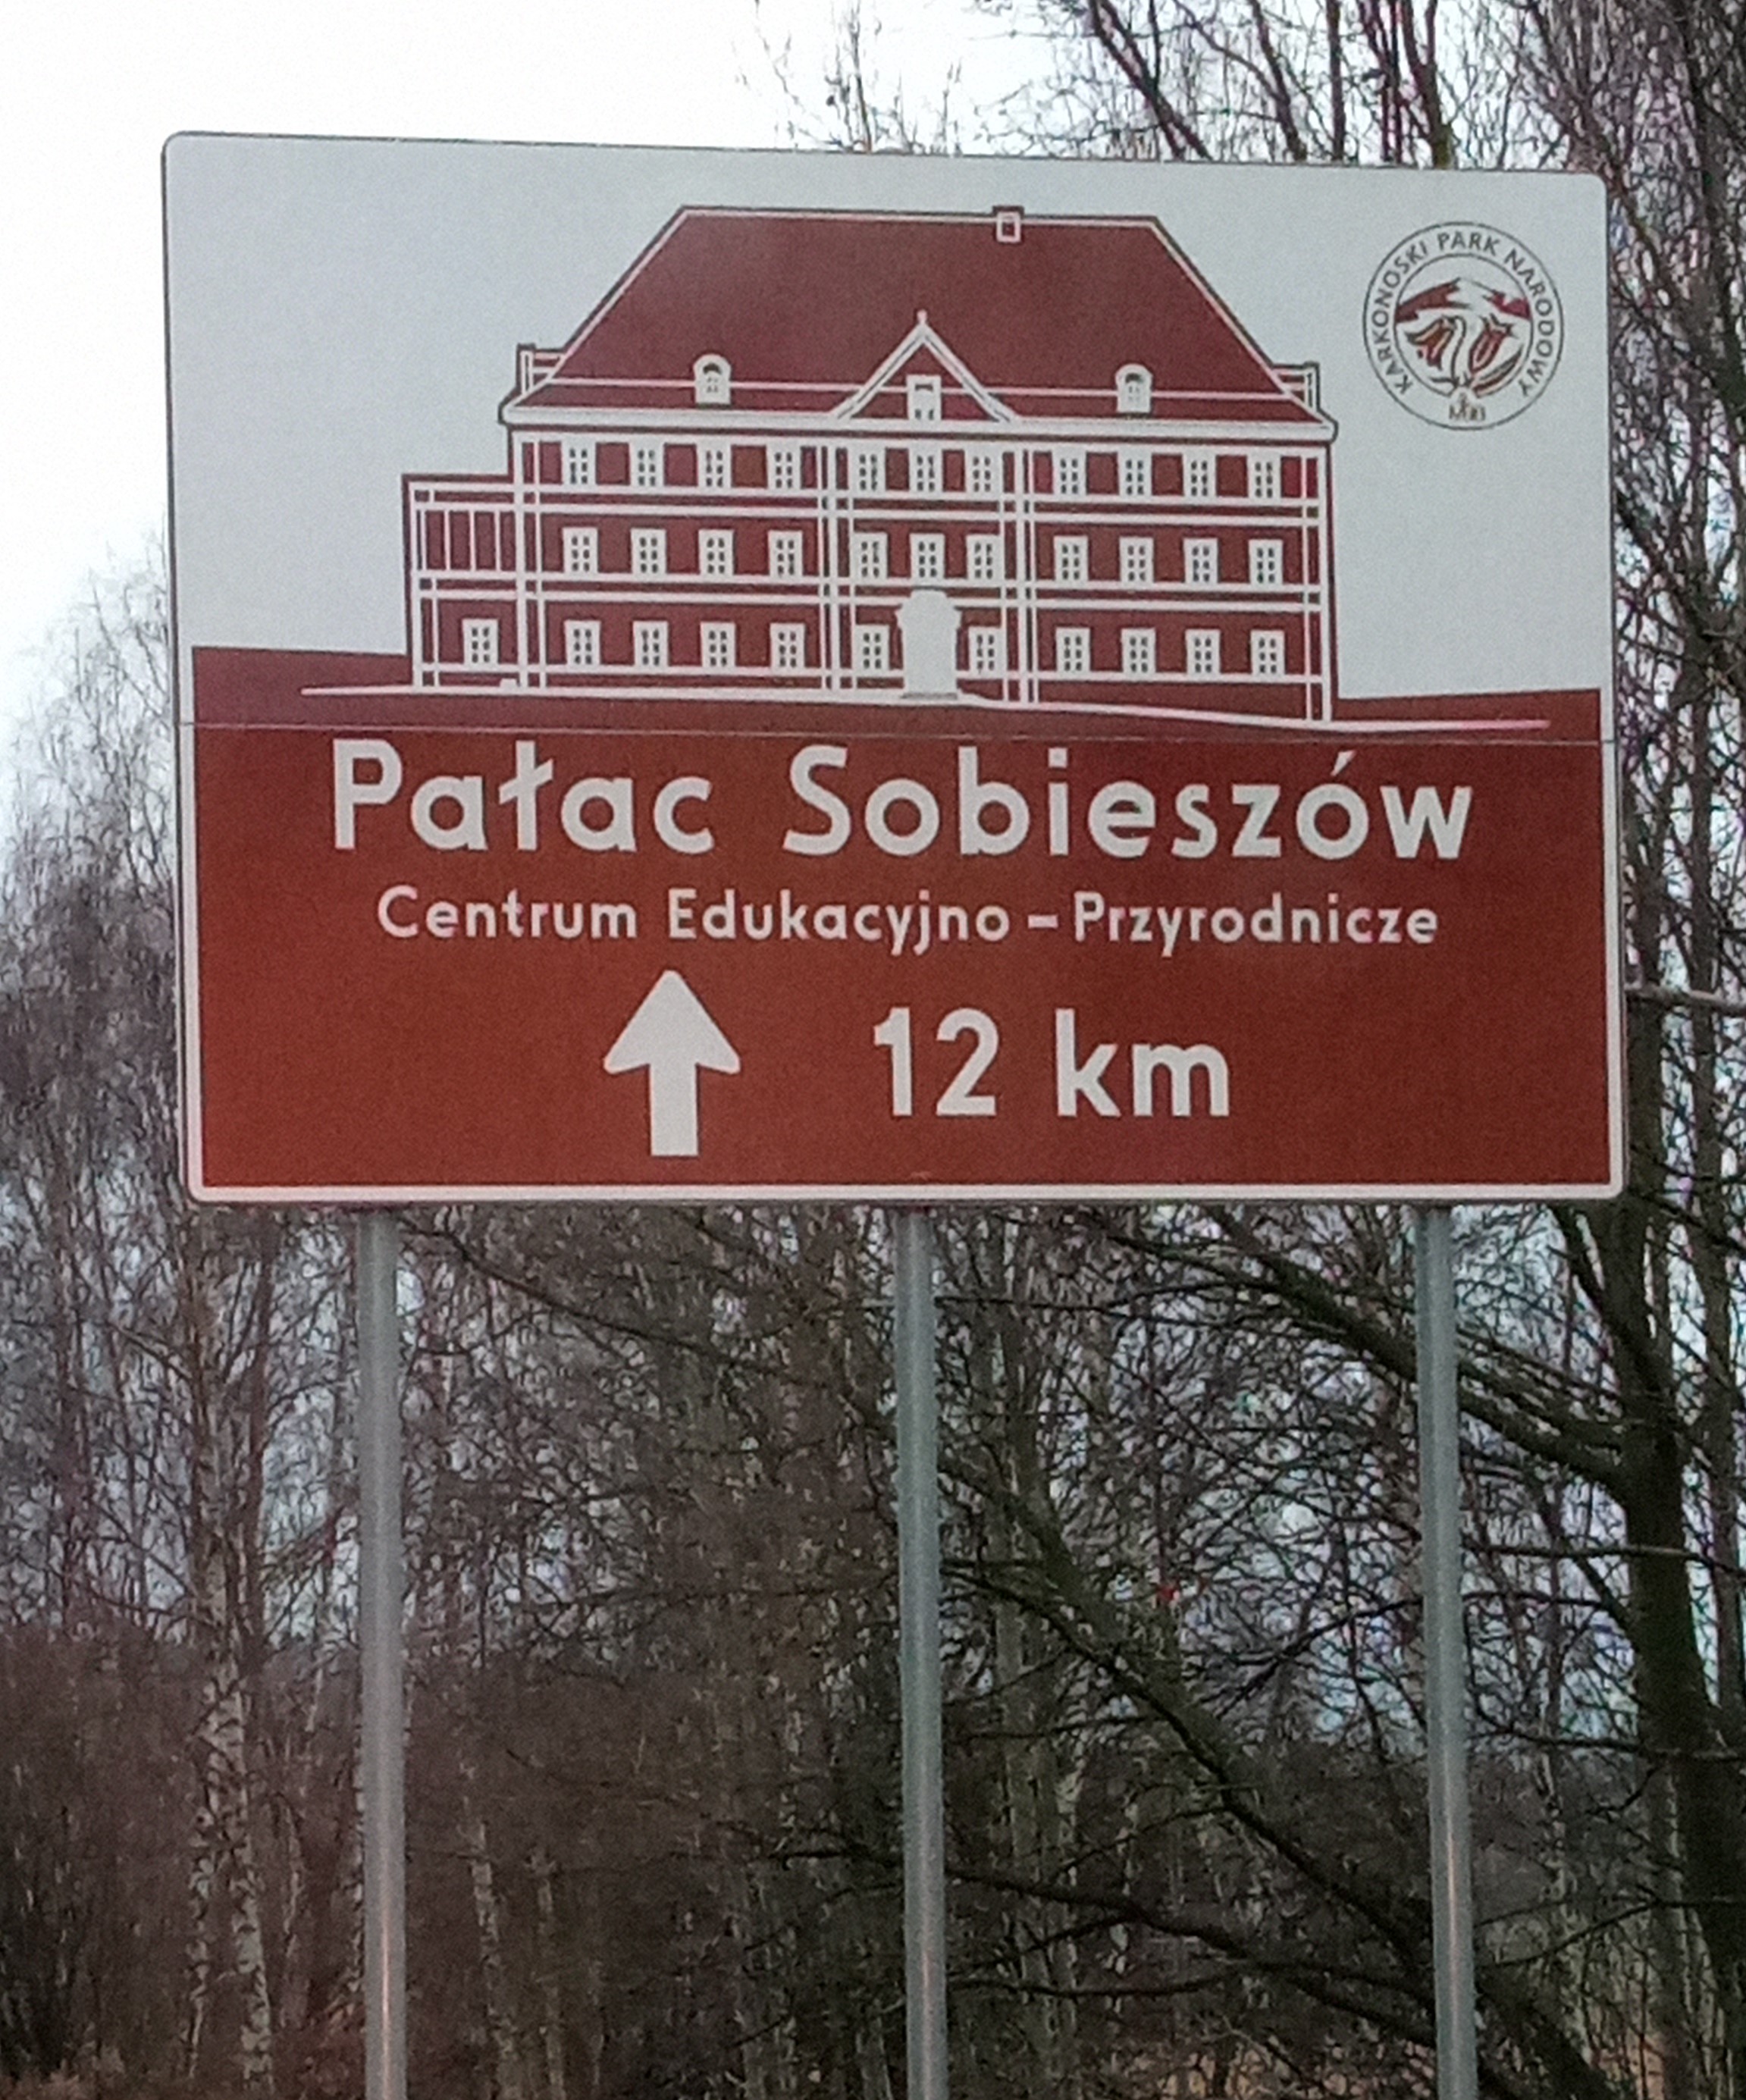 KARKONOSKI PARK NARODOWY
Pałac Sobieszów
Centrum Edukacyjno – Przyrodnicze
12 km